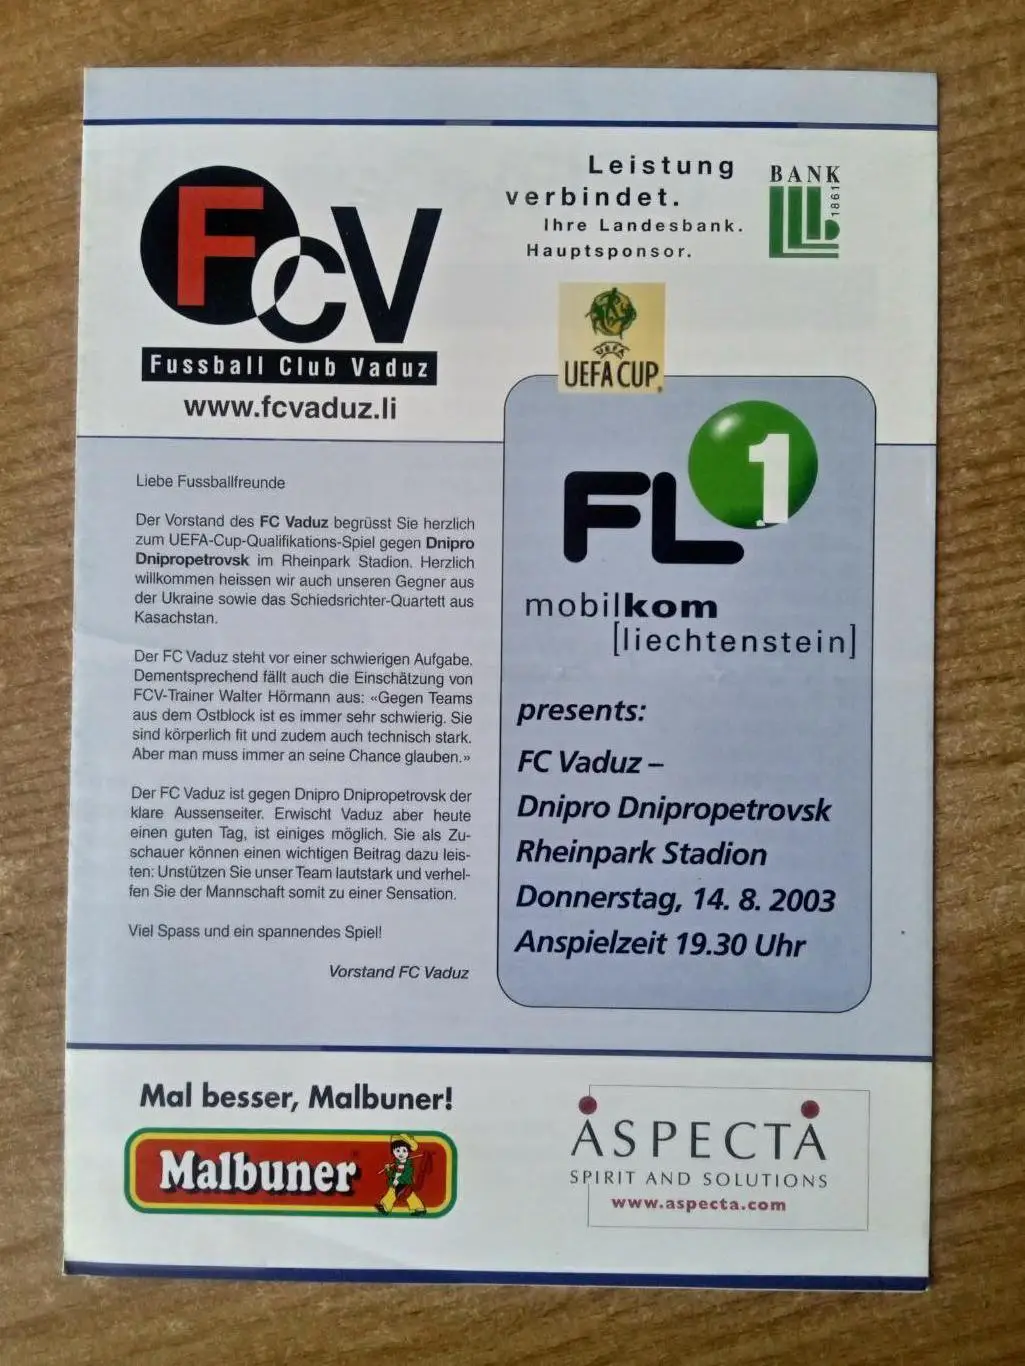 FCV
Fussball Club Vaduz
www.fcvaduz.li
Leistung
verbindet.
Ihre Landesbank.
Hauptsponsor.
BANK
LLB
1861
UEFA
UEFA CUP
Liebe Fussballfreunde
Der Vorstand des FC Vaduz begrüsst Sie herzlich
zum UEFA-Cup-Qualifikations-Spiel gegen Dnipro
Dnipropetrovsk im Rheinpark Stadion. Herzlich
willkommen heissen wir auch unseren Gegner aus
der Ukraine sowie das Schiedsrichter-Quartett aus
Kasachstan.
Der FC Vaduz steht vor einer schwierigen Aufgabe.
Dementsprechend fällt auch die Einschätzung von
FCV-Trainer Walter Hörmann aus: «Gegen Teams
aus dem Ostblock ist es immer sehr schwierig. Sie
sind körperlich fit und zudem auch technisch stark.
Aber man muss immer an seine Chance glauben.»
Der FC Vaduz ist gegen Dnipro Dnipropetrovsk der
klare Aussenseiter. Erwischt Vaduz aber heute
einen guten Tag, ist einiges möglich. Sie als Zu-
schauer können einen wichtigen Beitrag dazu leis-
ten: Unstützen Sie unser Team lautstark und verhel-
fen Sie der Mannschaft somit zu einer Sensation.
Viel Spass und ein spannendes Spiel!
Vorstand FC Vaduz
FL1
mobilkom
[liechtenstein]
presents:
FC Vaduz –
Dnipro Dnipropetrovsk
Rheinpark Stadion
Donnerstag, 14. 8. 2003
Anspielzeit 19.30 Uhr
Mal besser, Malbuner!
Malbuner
ASPECTA
SPIRIT AND SOLUTIONS
www.aspecta.com